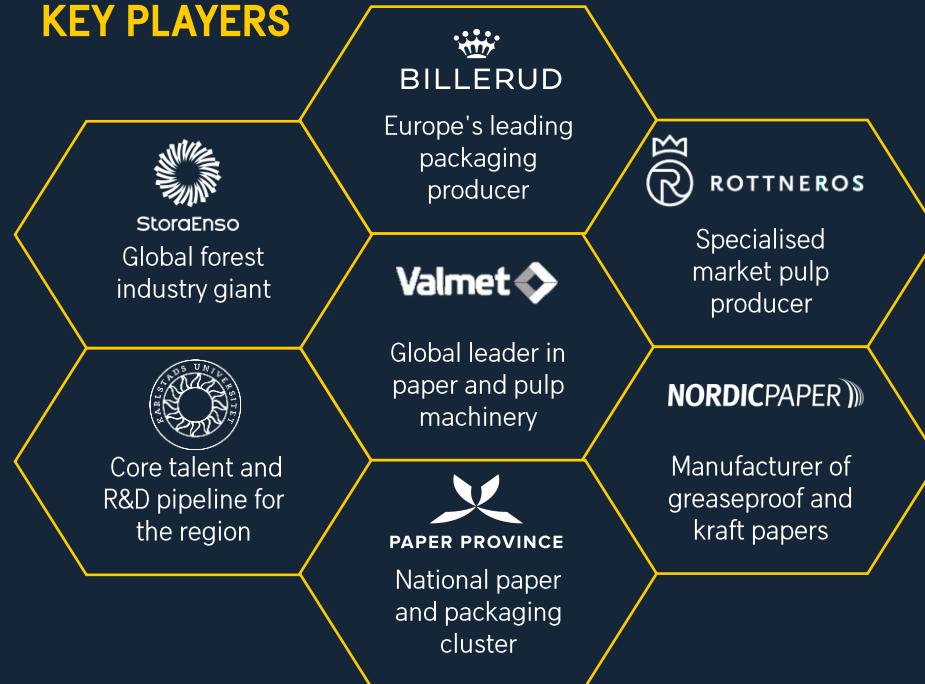 KEY PLAYERS
BILLERUD
Europe's leading
packaging
producer
StoraEnso
Global forest
industry giant
ROTTNEROS
Specialised
market pulp
producer
Valmet
Global leader in
paper and pulp
machinery
KARLSTADS UNIVERSITET
Core talent and
R&D pipeline for
the region
NORDICPAPER
Manufacturer of
greaseproof and
kraft papers
PAPER PROVINCE
National paper
and packaging
cluster